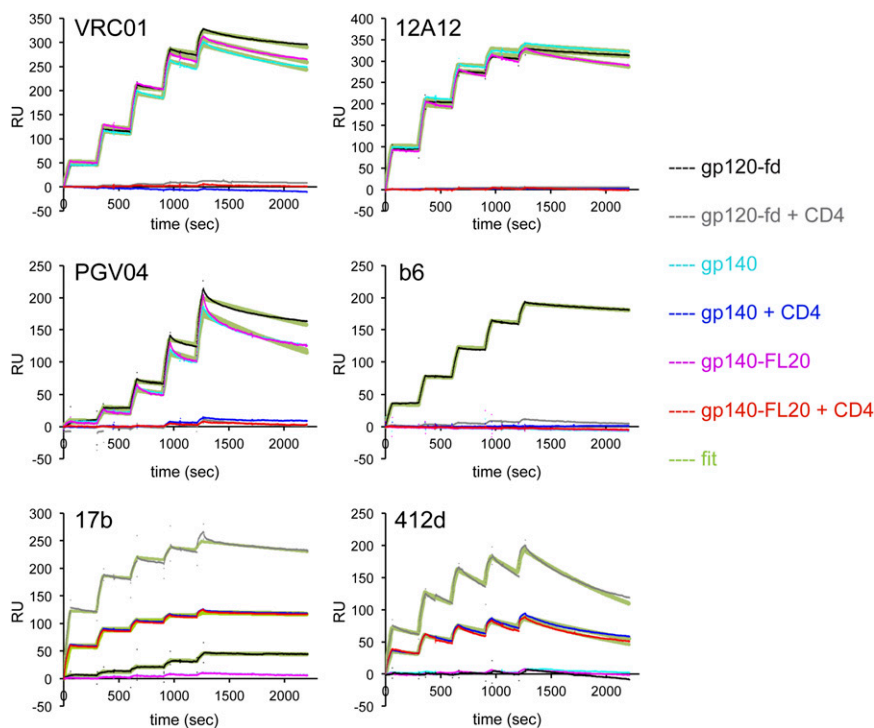 VRC01
350
300
250
200
150
100
50
0
-50
RU
0 500 1000 1500 2000
time (sec)
12A12
400
350
300
250
200
150
100
50
0
-50
RU
0 500 1000 1500 2000
time (sec)
PGV04
250
200
150
100
50
0
-50
RU
0 500 1000 1500 2000
time (sec)
b6
250
200
150
100
50
0
-50
RU
0 500 1000 1500 2000
time (sec)
17b
300
250
200
150
100
50
0
-50
RU
0 500 1000 1500 2000
time (sec)
412d
250
200
150
100
50
0
-50
RU
0 500 1000 1500 2000
time (sec)
---- gp120-fd
---- gp120-fd + CD4
---- gp140
---- gp140 + CD4
---- gp140-FL20
---- gp140-FL20 + CD4
---- fit